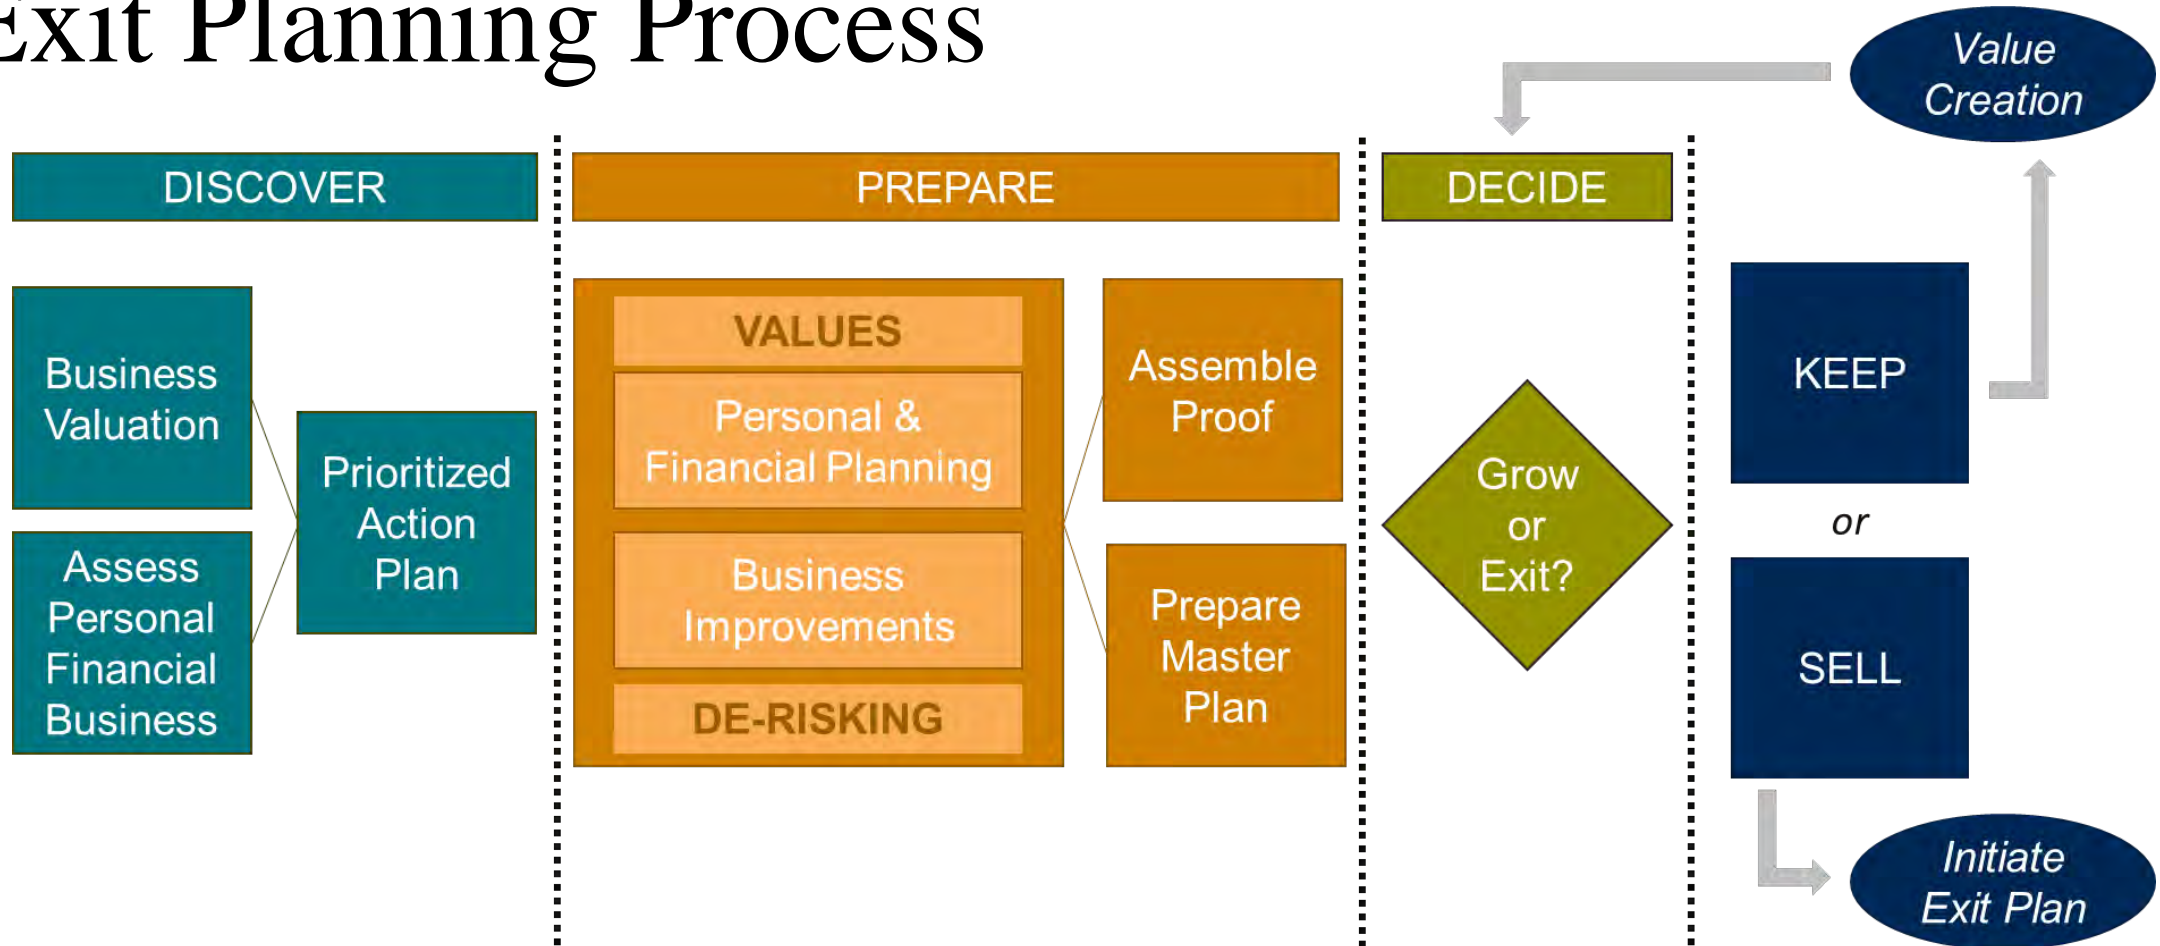 Exit Planning Process
Value
Creation
DISCOVER
PREPARE
DECIDE
Business
Valuation
Assess
Personal
Financial
Business
Prioritized
Action
Plan
VALUES
Personal &
Financial Planning
Business
Improvements
DE-RISKING
Assemble
Proof
Prepare
Master
Plan
Grow
or
Exit?
KEEP
or
SELL
Initiate
Exit Plan